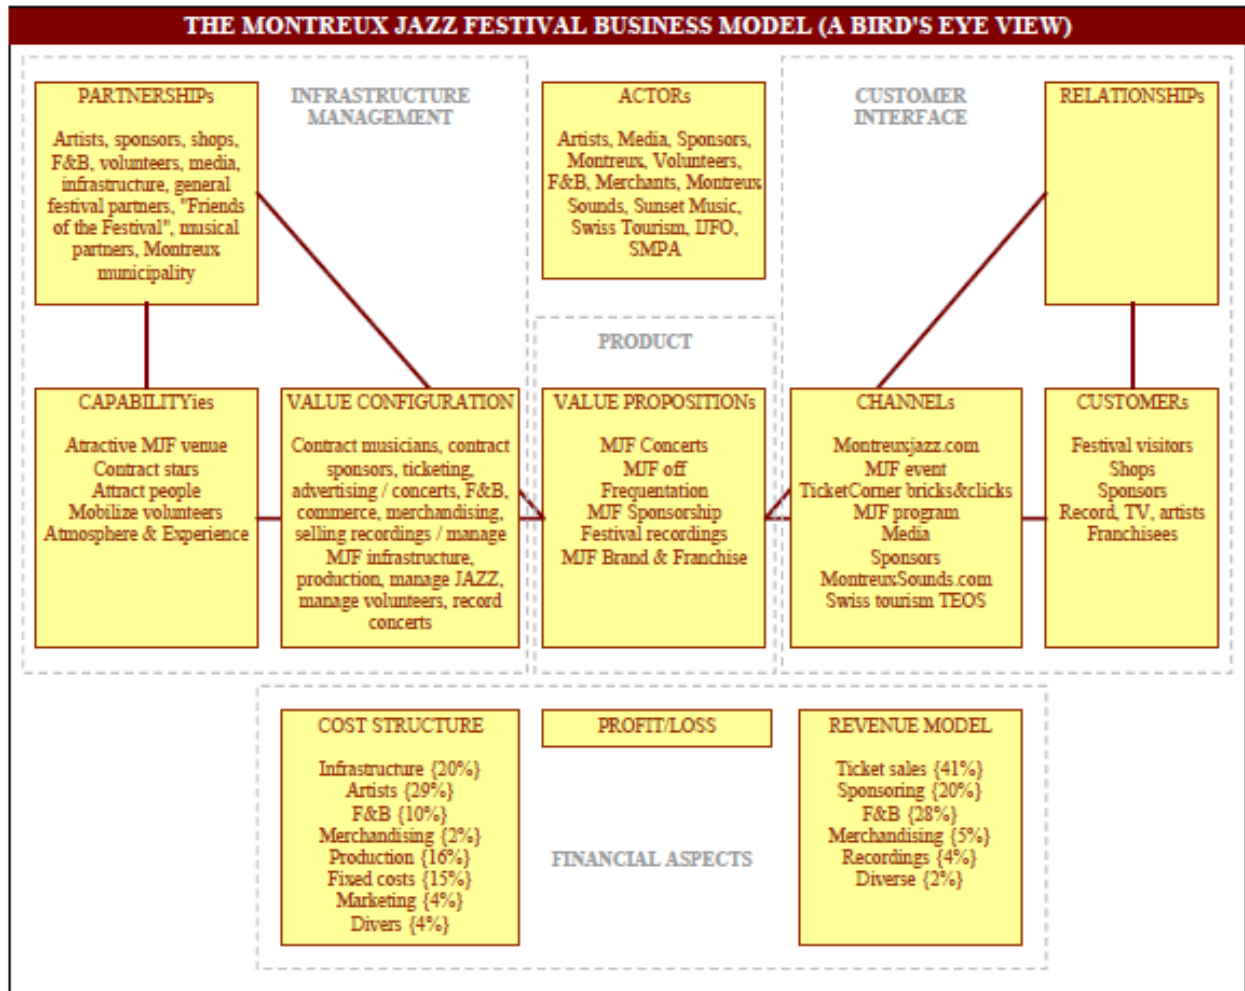 THE MONTREUX JAZZ FESTIVAL BUSINESS MODEL (A BIRD'S EYE VIEW)
PARTNERSHIPs
Artists, sponsors, shops,
F&B, volunteers, media,
infrastructure, general
festival partners, "Friends
of the Festival", musical
partners, Montreux
municipality
INFRASTRUCTURE
MANAGEMENT
ACTORs
Artists, Media, Sponsors,
Montreux, Volunteers,
F&B, Merchants, Montreux
Sounds, Sunset Music,
Swiss Tourism, IJFO,
SMPA
CUSTOMER
INTERFACE
RELATIONSHIPs
PRODUCT
CAPABILITYies
Atractive MJF venue
Contract stars
Attract people
Mobilize volunteers
Atmosphere & Experience
VALUE CONFIGURATION
Contract musicians, contract
sponsors, ticketing,
advertising / concerts, F&B,
commerce, merchandising,
selling recordings / manage
MJF infrastructure,
production, manage JAZZ,
manage volunteers, record
concerts
VALUE PROPOSITIONs
MJF Concerts
MJF off
Frequentation
MJF Sponsorship
Festival recordings
MJF Brand & Franchise
CHANNELs
Montreuxjazz.com
MJF event
TicketCorner bricks&clicks
MJF program
Media
Sponsors
MontreuxSounds.com
Swiss tourism TEOS
CUSTOMERs
Festival visitors
Shops
Sponsors
Record, TV, artists
Franchisees
COST STRUCTURE
Infrastructure {20%}
Artists {29%}
F&B {10%}
Merchandising {2%}
Production {16%}
Fixed costs {15%}
Marketing {4%}
Divers {4%}
PROFIT/LOSS
FINANCIAL ASPECTS
REVENUE MODEL
Ticket sales {41%}
Sponsoring {20%}
F&B {28%}
Merchandising {5%}
Recordings {4%}
Diverse {2%}